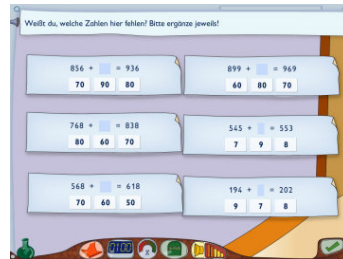 Weißt du, welche Zahlen hier fehlen? Bitte ergänze jeweils!
856 + = 936
70 90 80
899 + = 969
60 80 70
768 + = 838
80 60 70
545 + = 553
7 9 8
568 + = 618
70 60 50
194 + = 202
9 7 8
0100